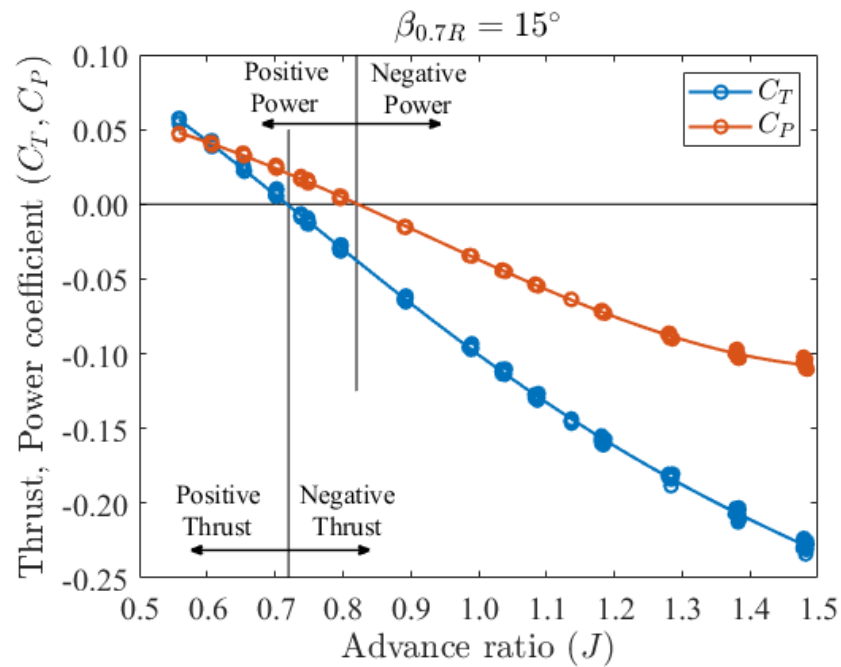 β0.7R = 15°
Thrust, Power coefficient (CT, CP)
0.10
0.05
0.00
-0.05
-0.10
-0.15
-0.20
-0.25
Positive
Power
Negative
Power
CT
CP
Positive
Thrust
Negative
Thrust
0.5 0.6 0.7 0.8 0.9 1.0 1.1 1.2 1.3 1.4 1.5
Advance ratio (J)